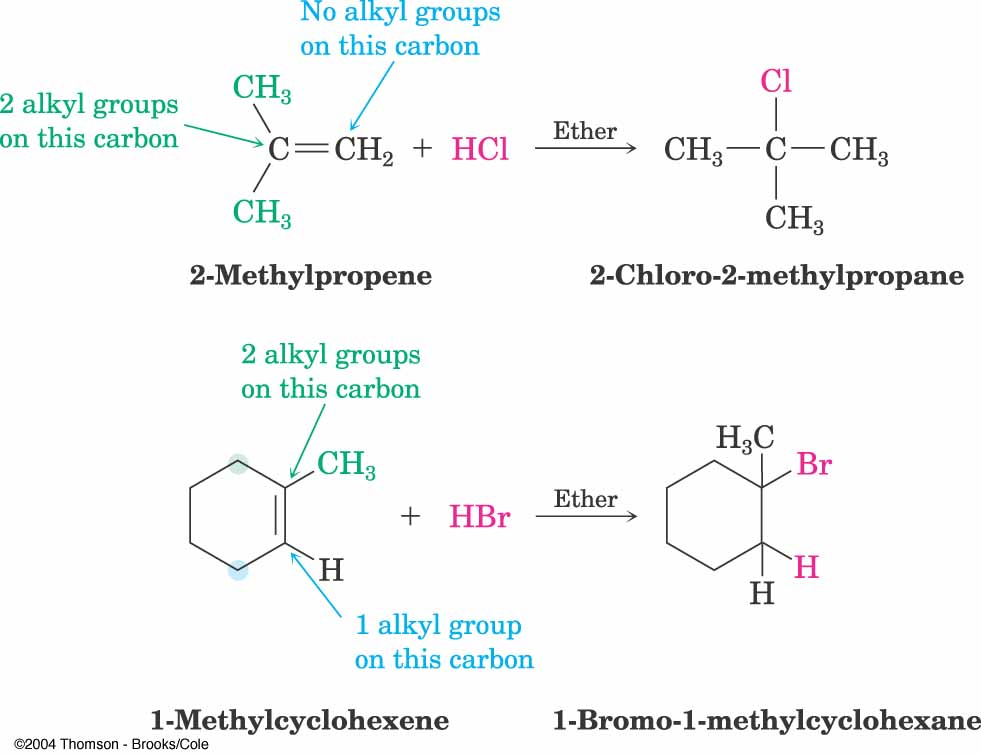 No alkyl groups
on this carbon
2 alkyl groups
on this carbon
CH₃
C=CH₂ + HCl
CH₃
Ether
Cl
CH₃—C—CH₃
CH₃
2-Methylpropene
2-Chloro-2-methylpropane
2 alkyl groups
on this carbon
CH₃
H
+ HBr
Ether
H₃C
Br
H
H
1 alkyl group
on this carbon
1-Methylcyclohexene
1-Bromo-1-methylcyclohexane
©2004 Thomson - Brooks/Cole